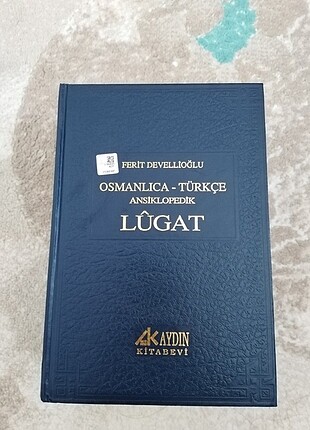 FERİT DEVELLİOĞLU
OSMANLICA - TÜRKÇE
ANSİKLOPEDİK
LÛGAT
AYDIN
KİTABEVİ